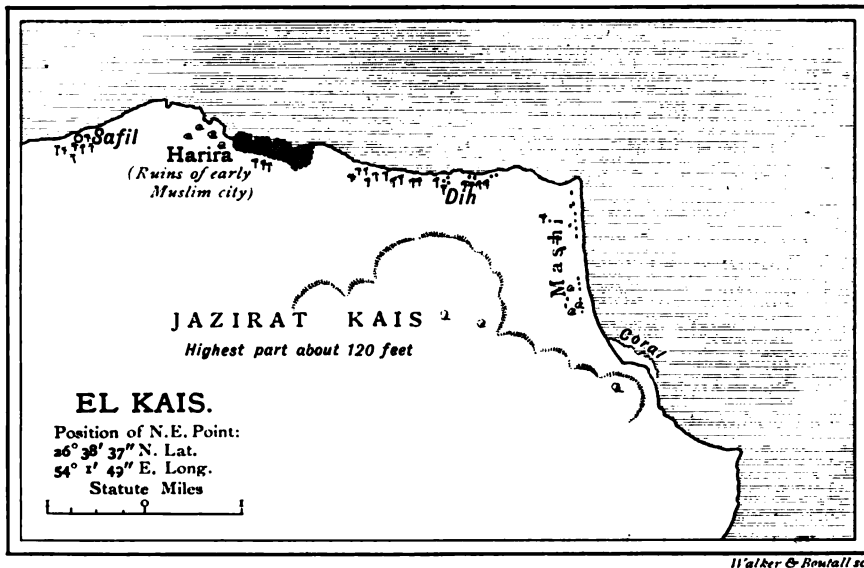 Safil
Harira
(Ruins of early
Muslim city)
Dih
Mashi
Coral
JAZIRAT KAIS
Highest part about 120 feet
EL KAIS.
Position of N.E. Point:
26° 38' 37" N. Lat.
54° 1' 49" E. Long.
Statute Miles
Walker & Boutall sc